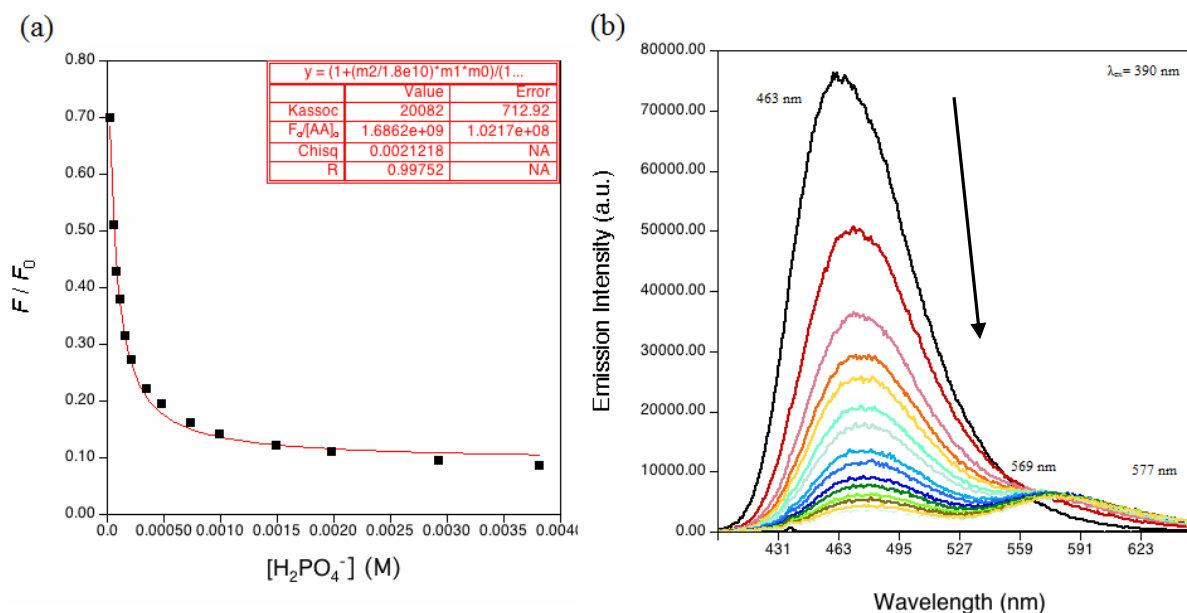 (a)
0.80
0.70
0.60
0.50
0.40
0.30
0.20
0.10
0.00
F / F₀
y = (1+(m2/1.8e10)*m1*m0)/(1...
Value Error
Kassoc 20082 712.92
1.6862e+09 1.0217e+08
Chisq 0.0021218 NA
R 0.99752 NA
0 0.00050 0.0010 0.0015 0.0020 0.0025 0.0030 0.0035 0.0040
[H₂PO₄⁻] (M)
(b)
80000.00
70000.00
60000.00
50000.00
40000.00
30000.00
20000.00
10000.00
0.00
Emission Intensity (a.u.)
463 nm
λex= 390 nm
569 nm
577 nm
431 463 495 527 559 591 623
Wavelength (nm)